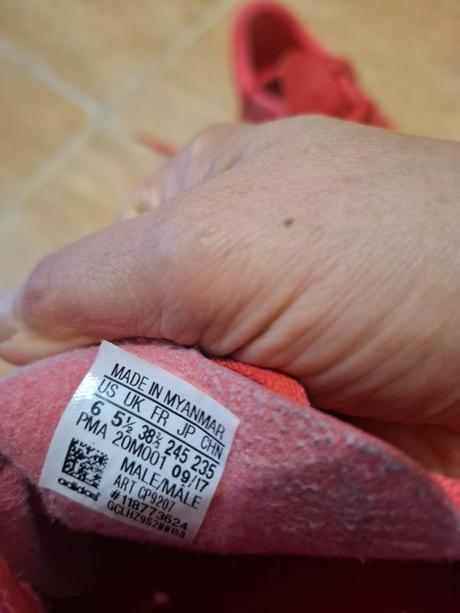 MADE IN MYANMAR
US UK FR JP CHN
6 5½ 38⅔ 245 235
PMA 20M001 09/17
MALE/MALE
ART CP9207
#118773624
adidas